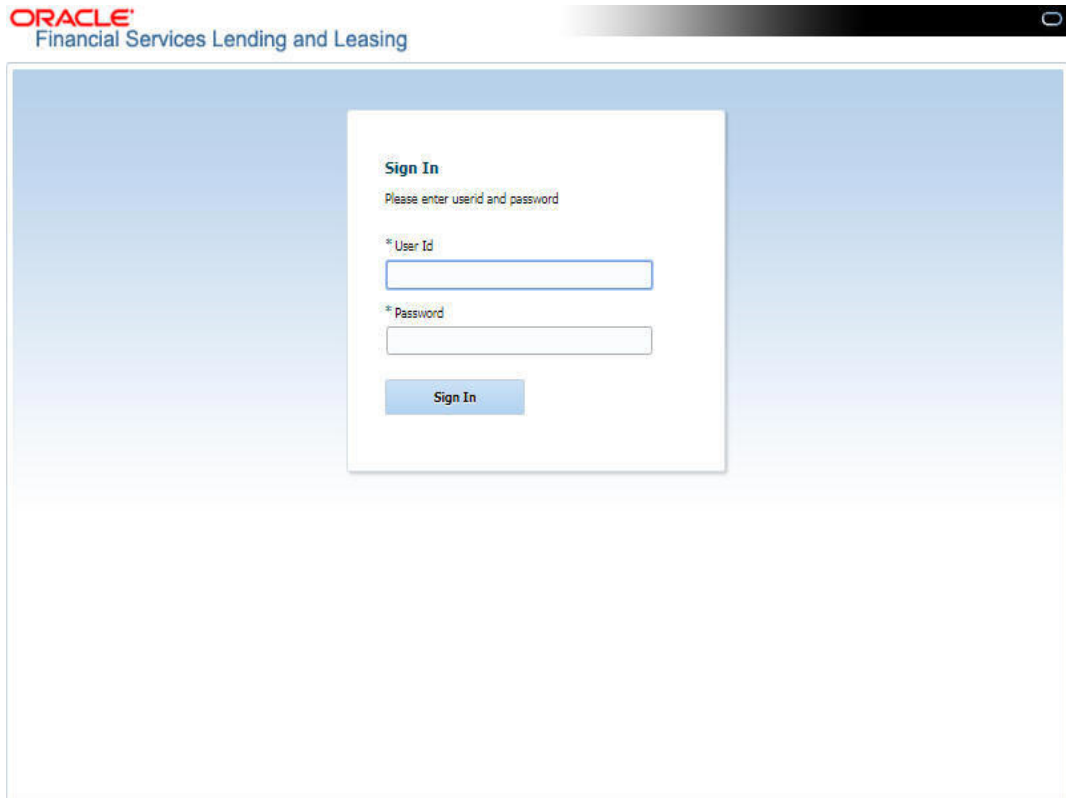 ORACLE'
Financial Services Lending and Leasing
Sign In
Please enter userid and password
* User Id
* Password
Sign In